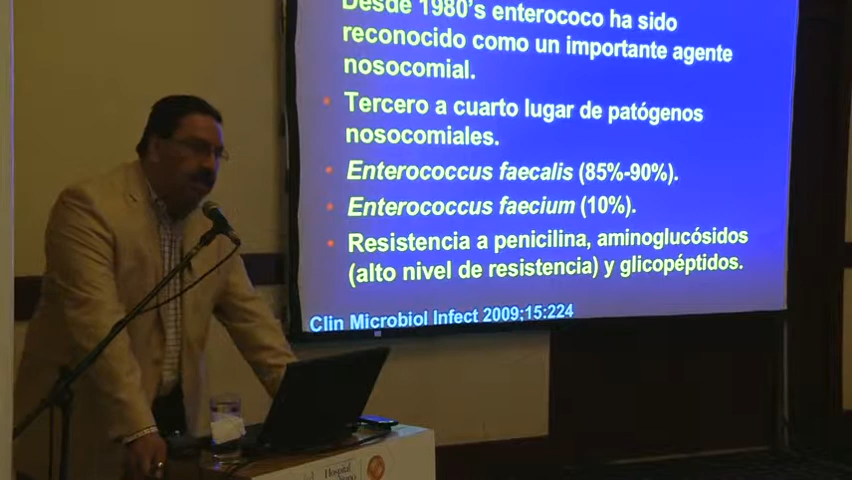 Desde 1980's enterococo ha sido
reconocido como un importante agente
nosocomial.
• Tercero a cuarto lugar de patógenos
nosocomiales.
• Enterococcus faecalis (85%-90%).
• Enterococcus faecium (10%).
• Resistencia a penicilina, aminoglucósidos
(alto nivel de resistencia) y glicopéptidos.
Clin Microbiol Infect 2009;15:224
Hospital